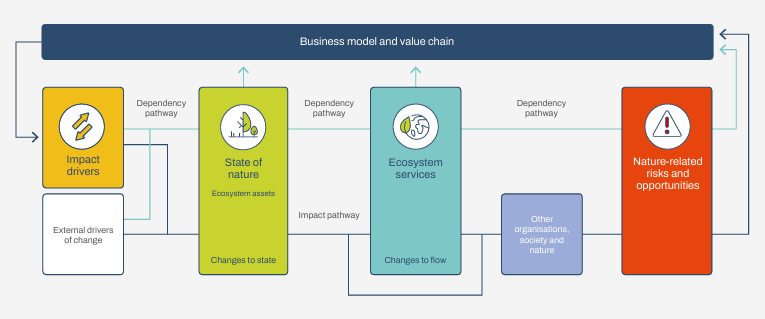 Business model and value chain
Impact
drivers
External drivers
of change
Dependency
pathway
State of
nature
Ecosystem assets
Changes to state
Dependency
pathway
Impact pathway
Ecosystem
services
Changes to flow
Dependency
pathway
Other
organisations,
society and
nature
Nature-related
risks and
opportunities